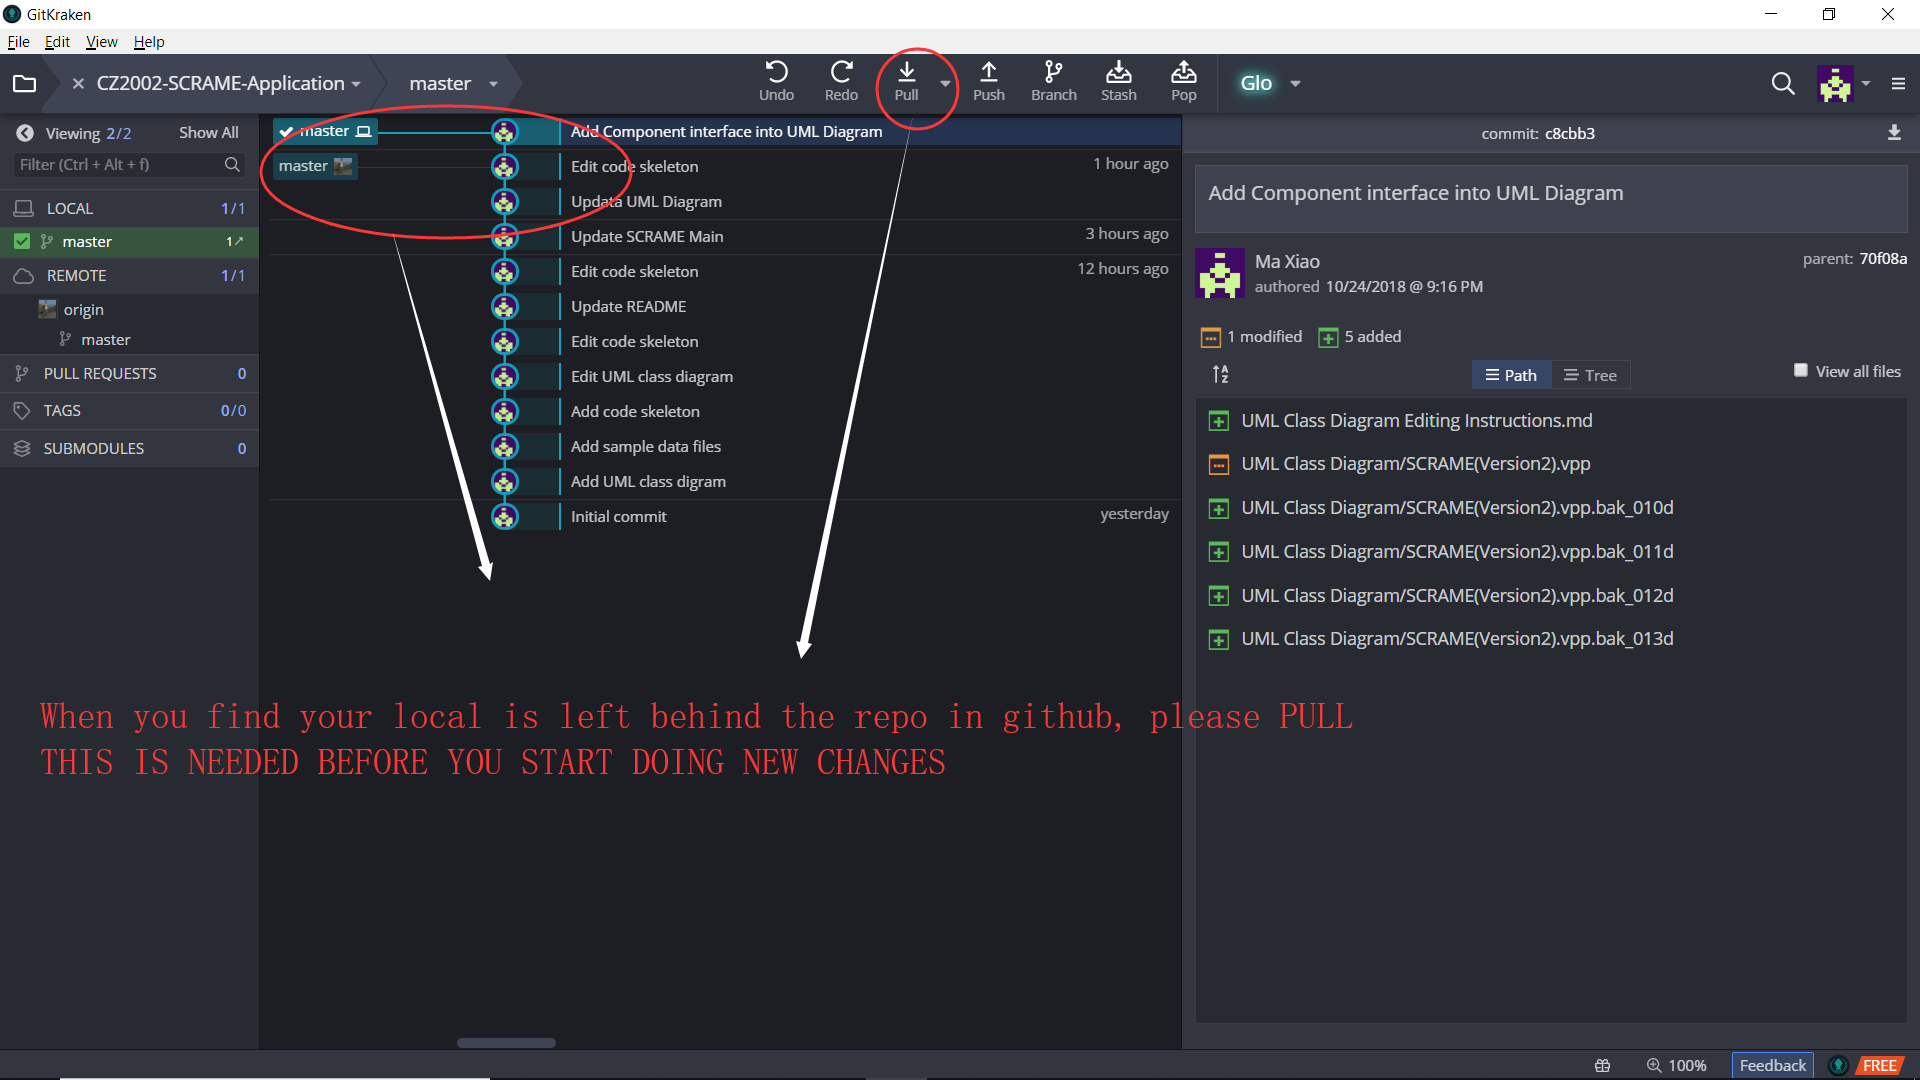 GitKraken
File Edit View Help
CZ2002-SCRAME-Application
master
Undo
Redo
Pull
Push
Branch
Stash
Pop
Glo
Viewing 2/2
Show All
Filter (Ctrl + Alt + f)
LOCAL 1/1
master 1
REMOTE 1/1
origin
master
PULL REQUESTS 0
TAGS 0/0
SUBMODULES 0
master Add Component interface into UML Diagram
master Edit code skeleton 1 hour ago
Updata UML Diagram
Update SCRAME Main 3 hours ago
Edit code skeleton 12 hours ago
Update README
Edit code skeleton
Edit UML class diagram
Add code skeleton
Add sample data files
Add UML class digram
Initial commit yesterday
commit: c8cbb3
Add Component interface into UML Diagram
Ma Xiao
authored 10/24/2018 @ 9:16 PM
parent: 70f08a
1 modified 5 added
Path Tree
View all files
UML Class Diagram Editing Instructions.md
UML Class Diagram/SCRAME(Version2).vpp
UML Class Diagram/SCRAME(Version2).vpp.bak_010d
UML Class Diagram/SCRAME(Version2).vpp.bak_011d
UML Class Diagram/SCRAME(Version2).vpp.bak_012d
UML Class Diagram/SCRAME(Version2).vpp.bak_013d
When you find your local is left behind the repo in github, please PULL
THIS IS NEEDED BEFORE YOU START DOING NEW CHANGES
100%
Feedback
FREE